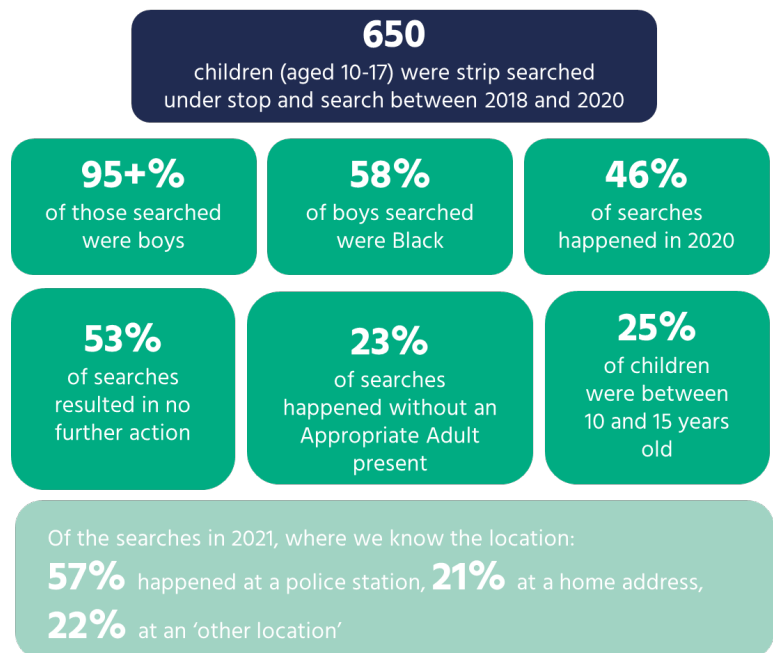 650
children (aged 10-17) were strip searched
under stop and search between 2018 and 2020
95+%
of those searched
were boys
58%
of boys searched
were Black
46%
of searches
happened in 2020
53%
of searches
resulted in no
further action
23%
of searches
happened without an
Appropriate Adult
present
25%
of children
were between
10 and 15 years
old
Of the searches in 2021, where we know the location:
57% happened at a police station, 21% at a home address,
22% at an ‘other location’